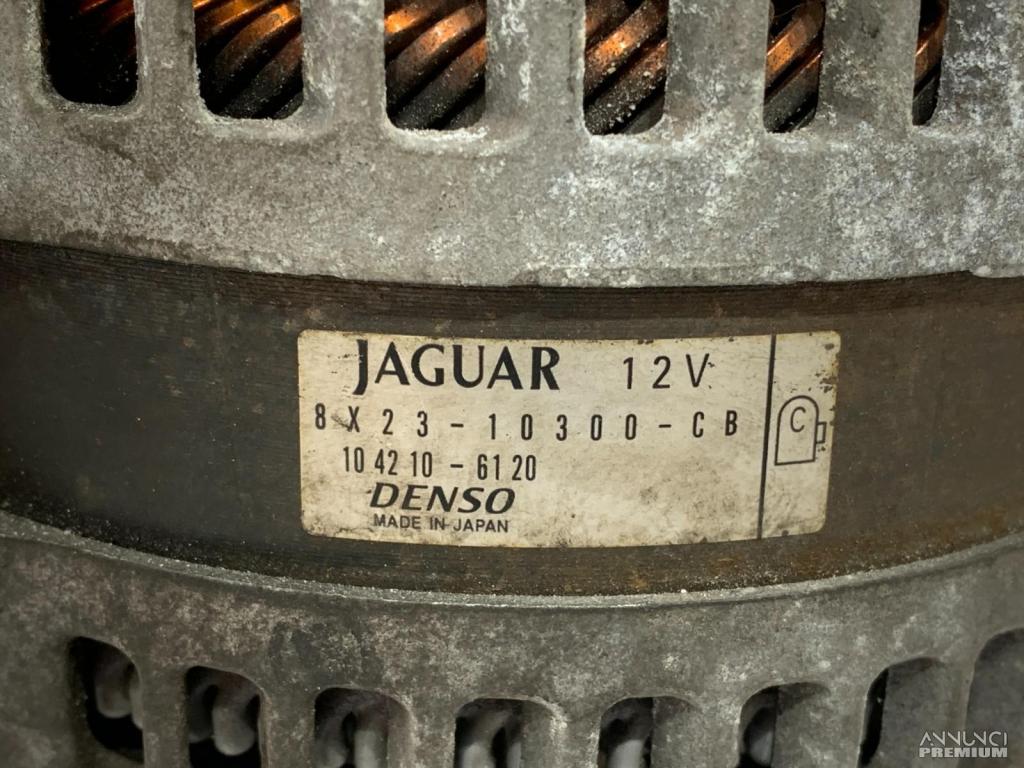 JAGUAR 12V
8X23-10300-CB
104210-6120
DENSO
MADE IN JAPAN
C
ANNUNCI
PREMIUM